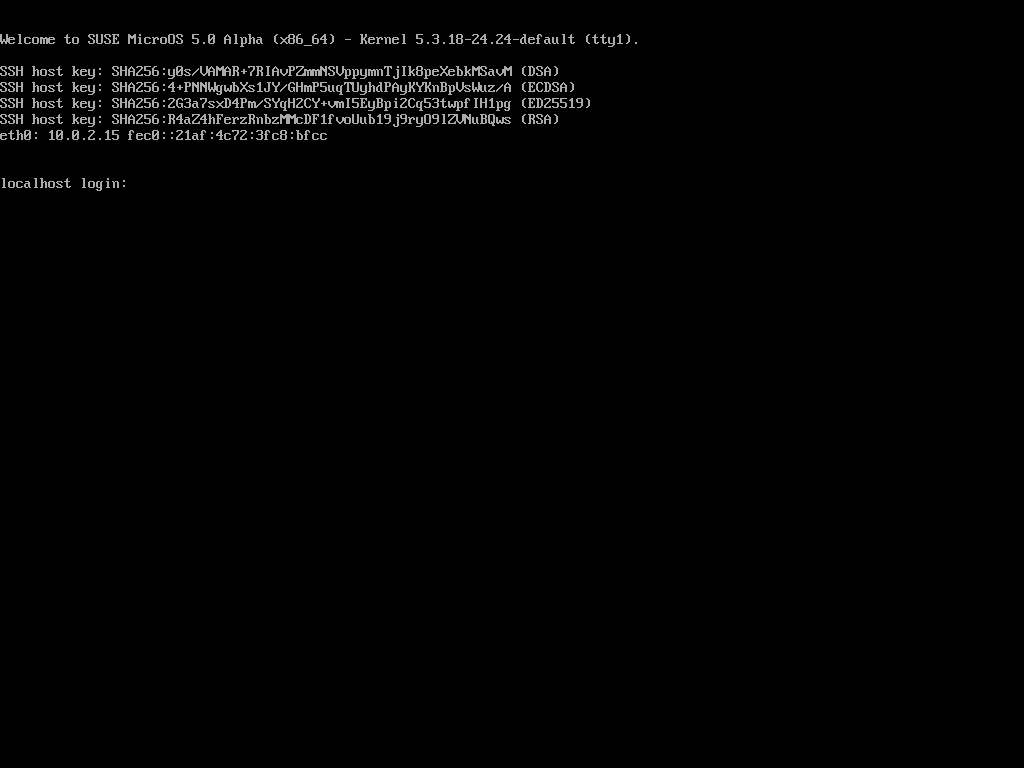 Welcome to SUSE MicroOS 5.0 Alpha (x86_64) - Kernel 5.3.18-24.24-default (tty1).
SSH host key: SHA256:y0s/VAMAR+7RIAvPZmmNSVppymnTjIk8peXebkMSavM (DSA)
SSH host key: SHA256:4+PNNWgwbXs1JY/GHmP5uqTUyhdPAyKYKnBpVsWuz/A (ECDSA)
SSH host key: SHA256:2G3a7sxD4Pm/SYqH2CY+vmI5EyBpi2Cq53twpfIH1pg (ED25519)
SSH host key: SHA256:R4aZ4hFerzRnbzMMcDF1fvoUub19j9ryO9lZVNuBQws (RSA)
eth0: 10.0.2.15 fec0::21af:4c72:3fc8:bfcc
localhost login: